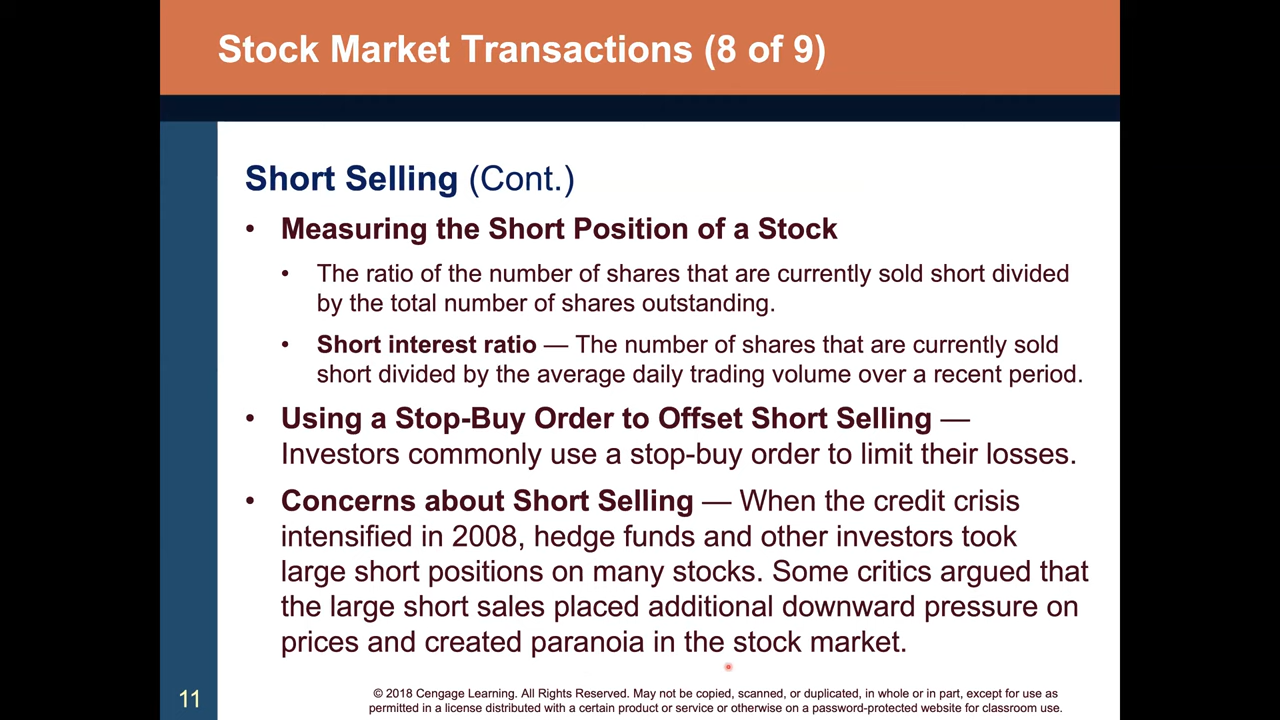 Stock Market Transactions (8 of 9)
Short Selling (Cont.)
• Measuring the Short Position of a Stock
• The ratio of the number of shares that are currently sold short divided
by the total number of shares outstanding.
• Short interest ratio — The number of shares that are currently sold
short divided by the average daily trading volume over a recent period.
• Using a Stop-Buy Order to Offset Short Selling —
Investors commonly use a stop-buy order to limit their losses.
• Concerns about Short Selling — When the credit crisis
intensified in 2008, hedge funds and other investors took
large short positions on many stocks. Some critics argued that
the large short sales placed additional downward pressure on
prices and created paranoia in the stock market.
11
© 2018 Cengage Learning. All Rights Reserved. May not be copied, scanned, or duplicated, in whole or in part, except for use as
permitted in a license distributed with a certain product or service or otherwise on a password-protected website for classroom use.